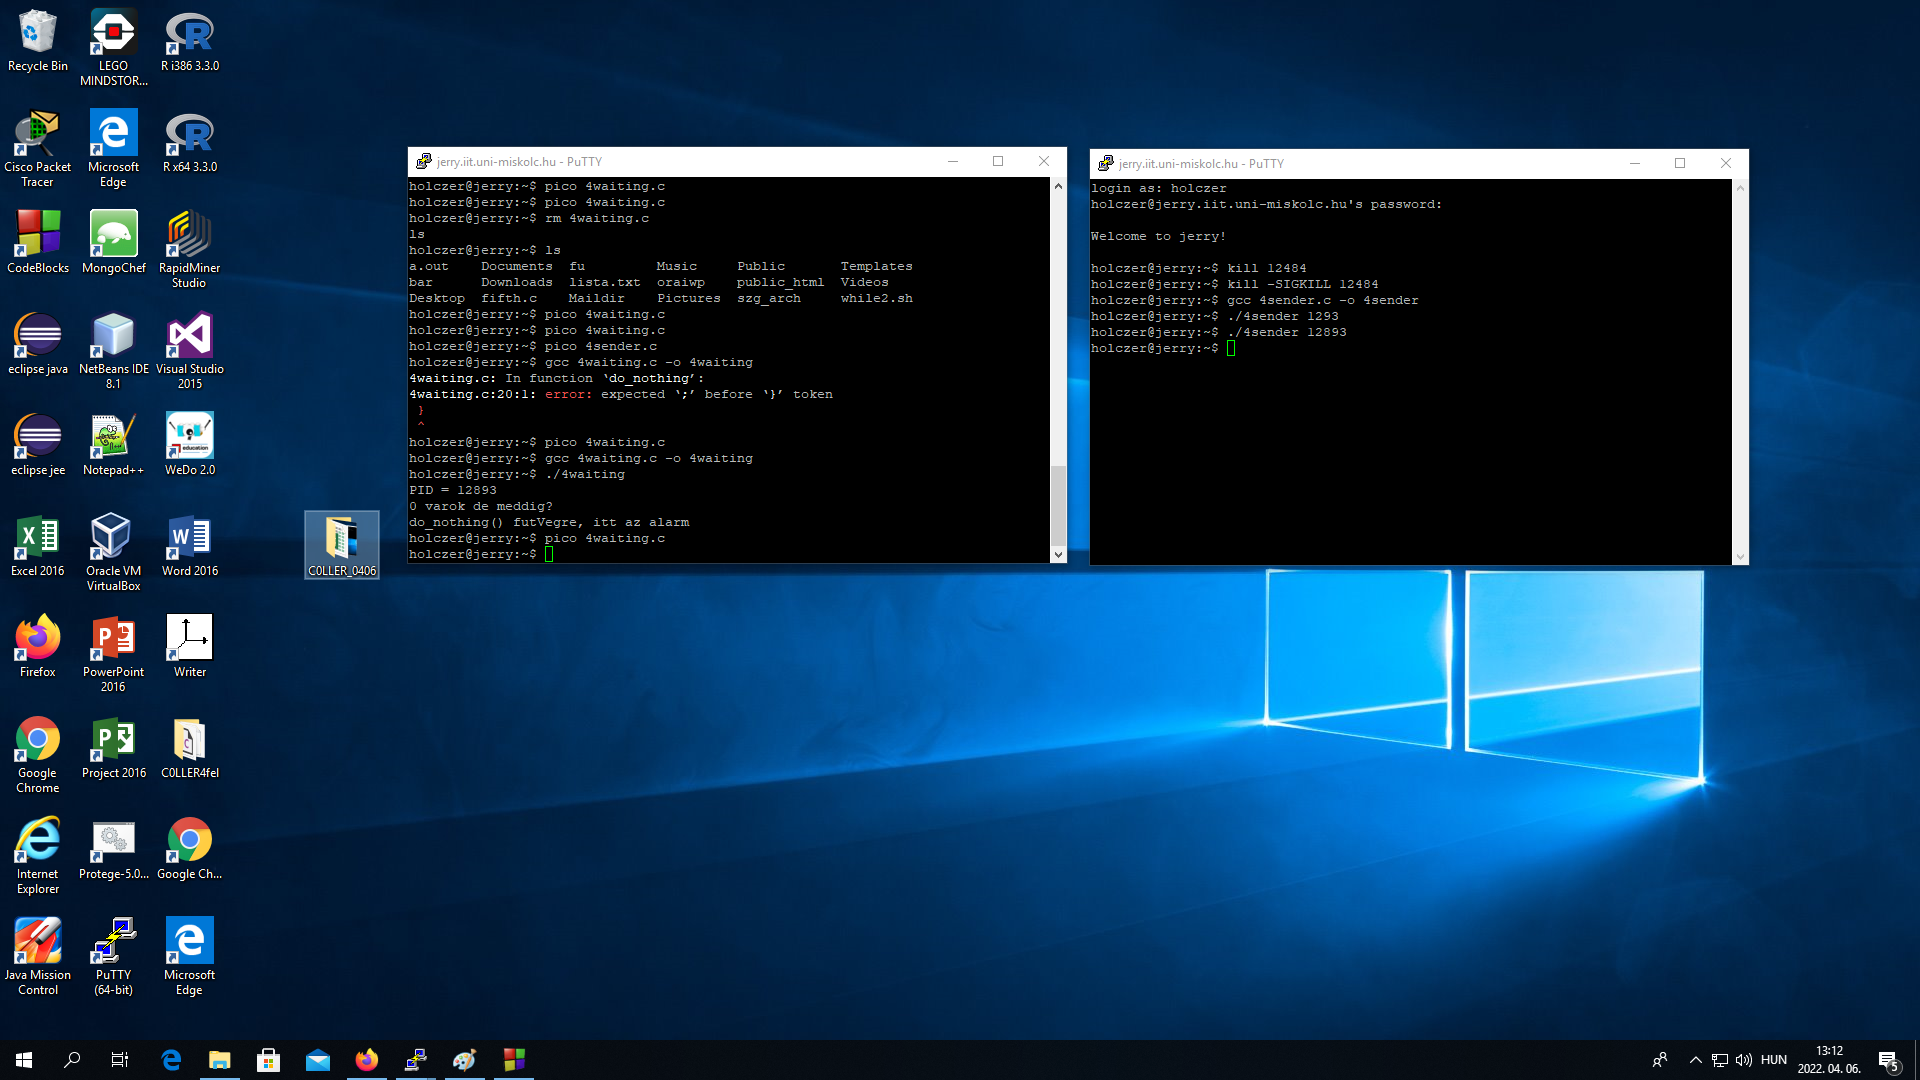 Recycle Bin
LEGO
MINDSTOR...
R i386 3.3.0
Cisco Packet
Tracer
Microsoft
Edge
R x64 3.3.0
CodeBlocks
MongoChef
RapidMiner
Studio
eclipse java
NetBeans IDE
8.1
Visual Studio
2015
eclipse jee
Notepad++
WeDo 2.0
Excel 2016
Oracle VM
VirtualBox
Word 2016
C0LLER_0406
Firefox
PowerPoint
2016
Writer
Google
Chrome
Project 2016
C0LLER4fel
Internet
Explorer
Protege-5.0...
Google Ch...
Java Mission
Control
PuTTY
(64-bit)
Microsoft
Edge
jerry.iit.uni-miskolc.hu - PuTTY
holczer@jerry:~$ pico 4waiting.c
holczer@jerry:~$ pico 4waiting.c
holczer@jerry:~$ rm 4waiting.c
ls
holczer@jerry:~$ ls
a.out    Documents  fu         Music     Public       Templates
bar      Downloads  lista.txt  oraiwp    public_html  Videos
Desktop  fifth.c    Maildir    Pictures  szg_arch     while2.sh
holczer@jerry:~$ pico 4waiting.c
holczer@jerry:~$ pico 4waiting.c
holczer@jerry:~$ pico 4sender.c
holczer@jerry:~$ gcc 4waiting.c -o 4waiting
4waiting.c: In function ‘do_nothing’:
4waiting.c:20:1: error: expected ‘;’ before ‘}’ token
}
^
holczer@jerry:~$ pico 4waiting.c
holczer@jerry:~$ gcc 4waiting.c -o 4waiting
holczer@jerry:~$ ./4waiting
PID = 12893
0 varok de meddig?
do_nothing() futVegre, itt az alarm
holczer@jerry:~$ pico 4waiting.c
holczer@jerry:~$
jerry.iit.uni-miskolc.hu - PuTTY
login as: holczer
holczer@jerry.iit.uni-miskolc.hu's password:
Welcome to jerry!
holczer@jerry:~$ kill 12484
holczer@jerry:~$ kill -SIGKILL 12484
holczer@jerry:~$ gcc 4sender.c -o 4sender
holczer@jerry:~$ ./4sender 1293
holczer@jerry:~$ ./4sender 12893
holczer@jerry:~$
HUN
13:12
2022. 04. 06.
5